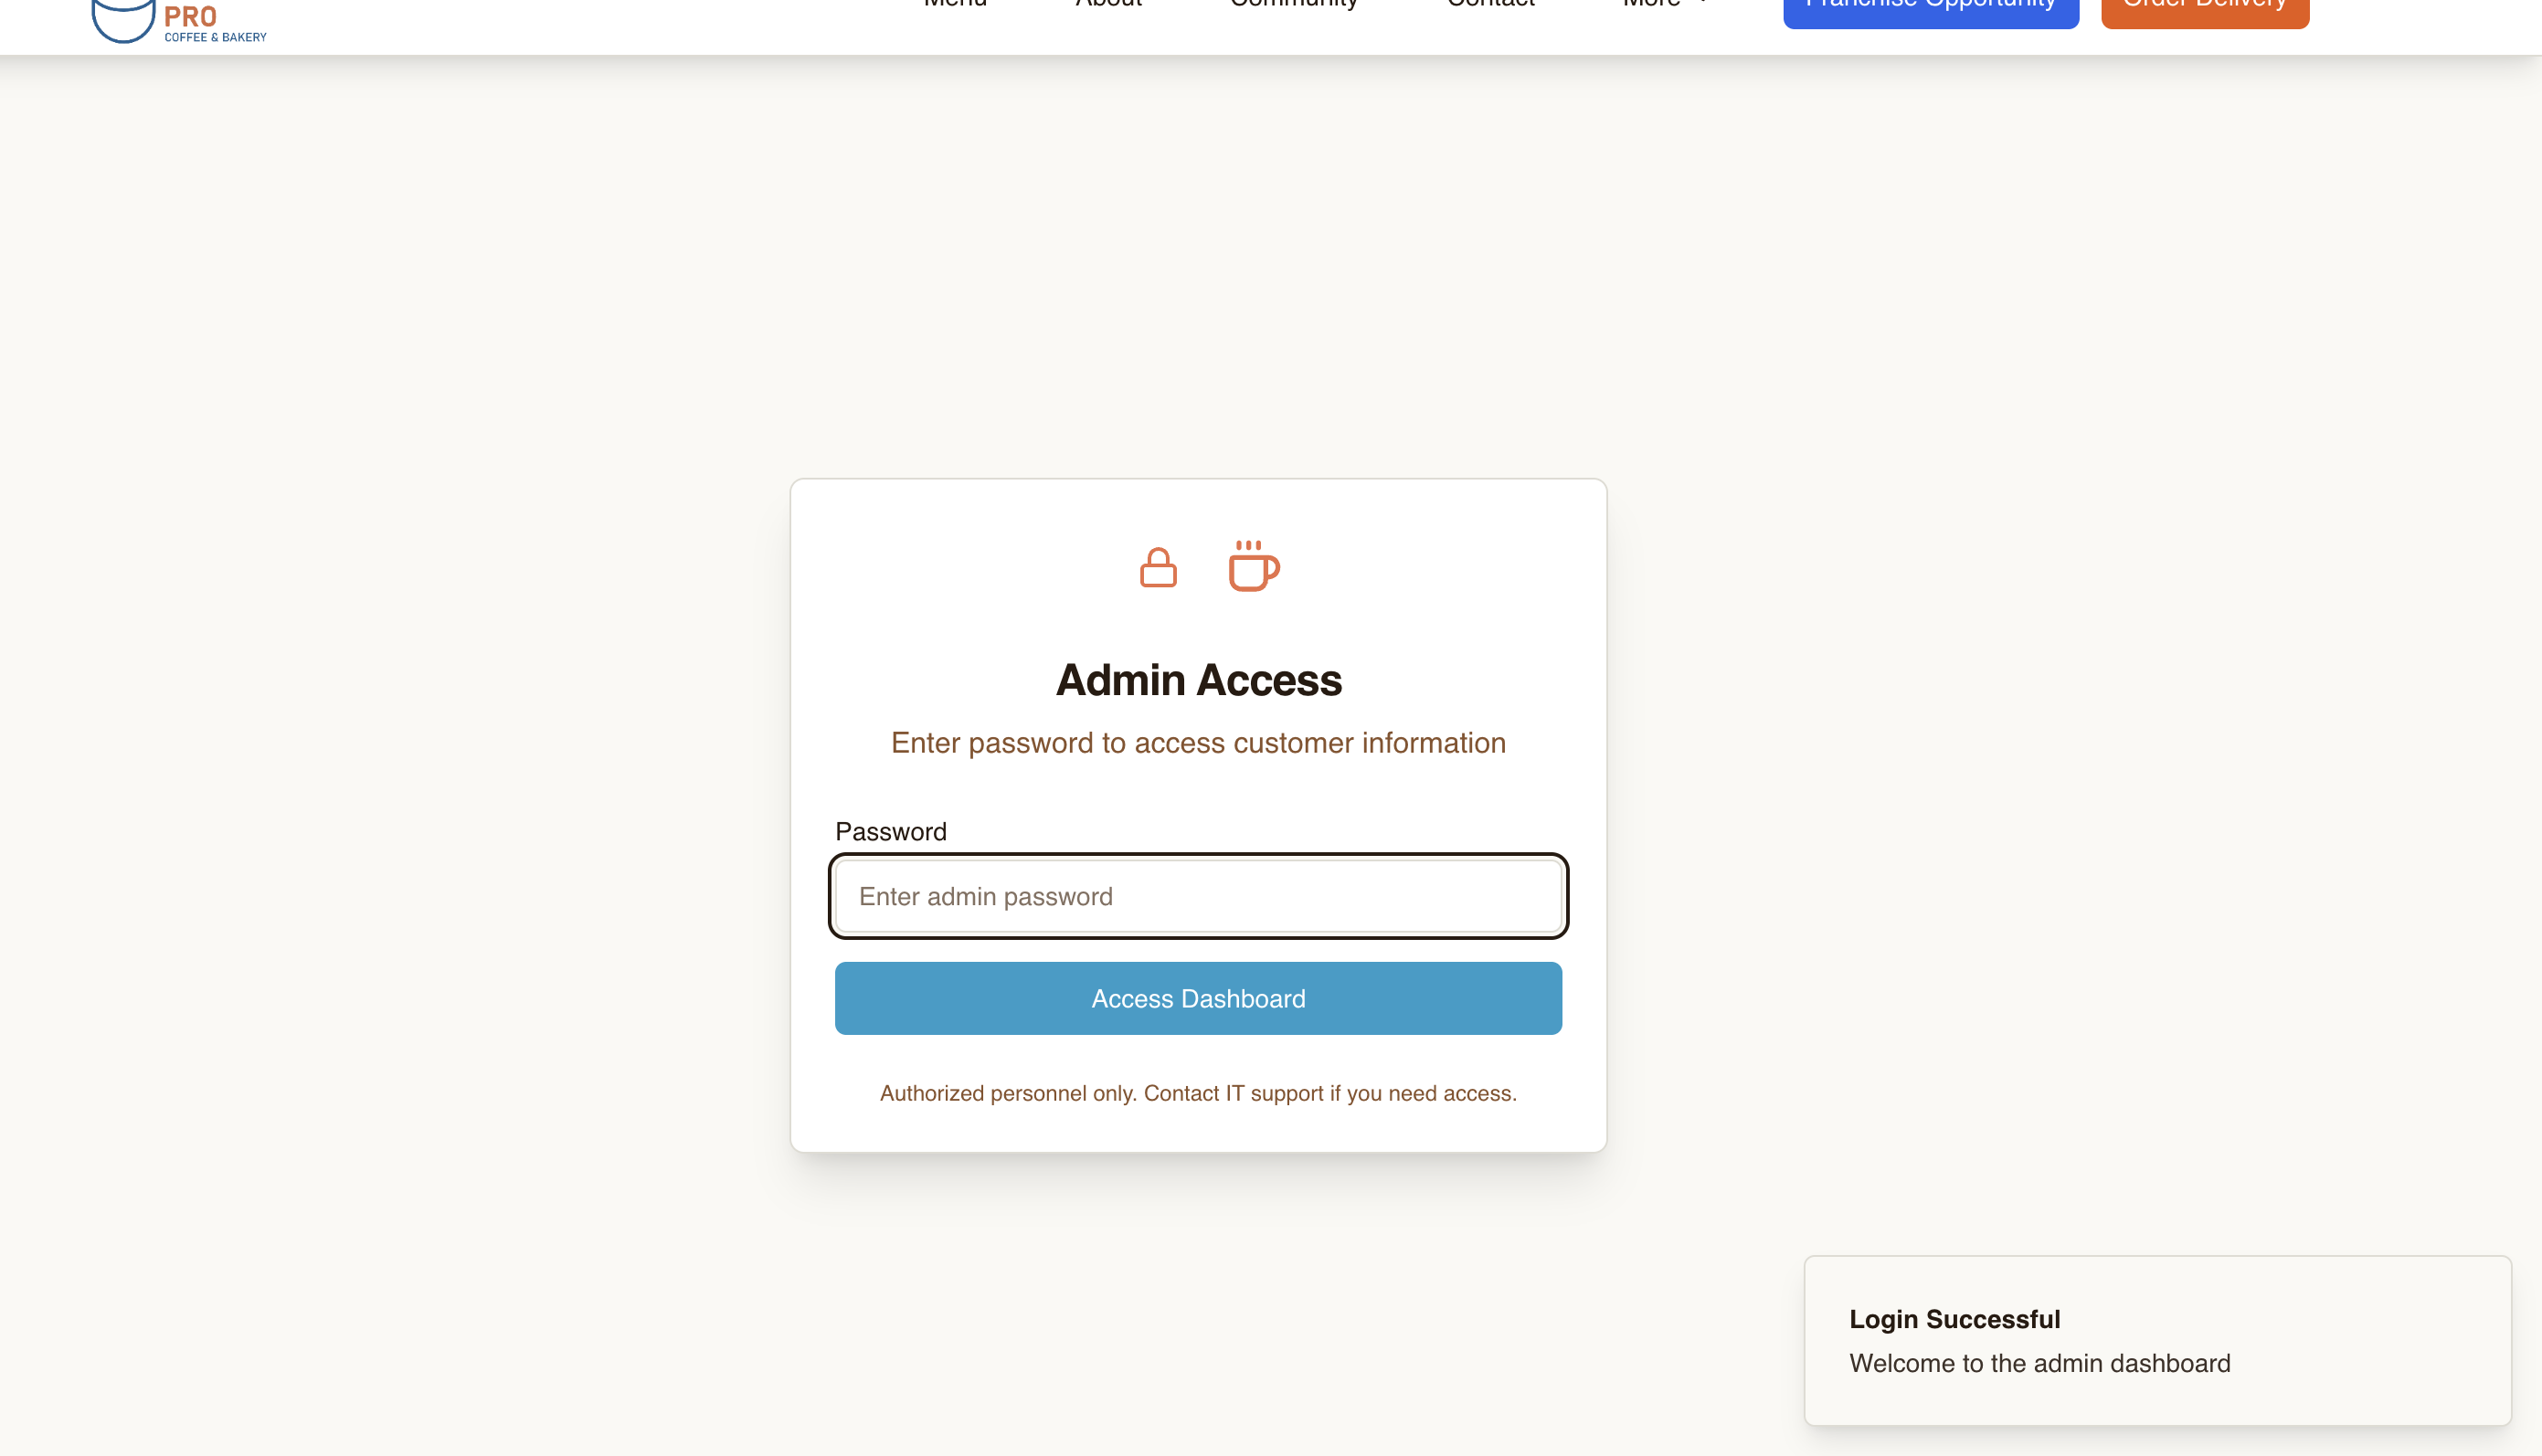 PRO
COFFEE & BAKERY
Menu
About
Community
Contact
More
Franchise Opportunity
Order Delivery
Admin Access
Enter password to access customer information
Password
Enter admin password
Access Dashboard
Authorized personnel only. Contact IT support if you need access.
Login Successful
Welcome to the admin dashboard